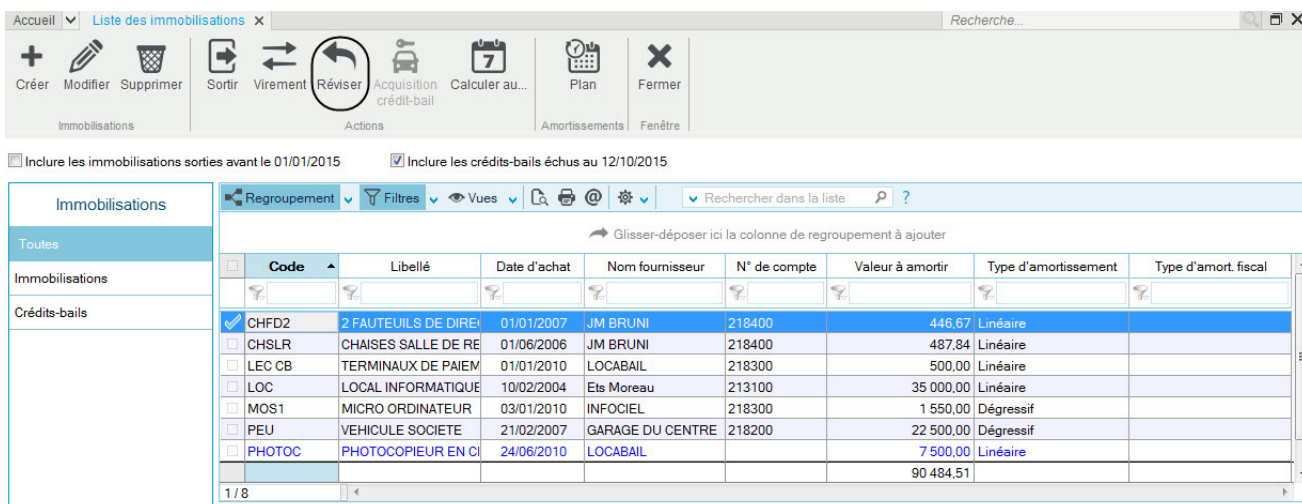 Accueil Liste des immobilisations x Recherche...
Créer Modifier Supprimer Sortir Virement Réviser Acquisition crédit-bail Calculer au... Plan Fermer
7
Immobilisations Actions Amortissements Fenêtre
Inclure les immobilisations sorties avant le 01/01/2015 Inclure les crédits-bails échus au 12/10/2015
Immobilisations Regroupement Filtres Vues @ Rechercher dans la liste ?
Toutes Glisser-déposer ici la colonne de regroupement à ajouter
Immobilisations
Crédits-bails
Code Libellé Date d'achat Nom fournisseur N° de compte Valeur à amortir Type d'amortissement Type d'amort. fiscal
CHFD2 2 FAUTEUILS DE DIRE 01/01/2007 JM BRUNI 218400 446,67 Linéaire
CHSLR CHAISES SALLE DE RE 01/06/2006 JM BRUNI 218400 487,84 Linéaire
LEC CB TERMINAUX DE PAIEM 01/01/2010 LOCABAIL 218300 500,00 Linéaire
LOC LOCAL INFORMATIQUE 10/02/2004 Ets Moreau 213100 35 000,00 Linéaire
MOS1 MICRO ORDINATEUR 03/01/2010 INFOCIEL 218300 1 550,00 Dégressif
PEU VEHICULE SOCIETE 21/02/2007 GARAGE DU CENTRE 218200 22 500,00 Dégressif
PHOTOC PHOTOCOPIEUR EN 24/06/2010 LOCABAIL 7 500,00 Linéaire
90 484,51
1 / 8